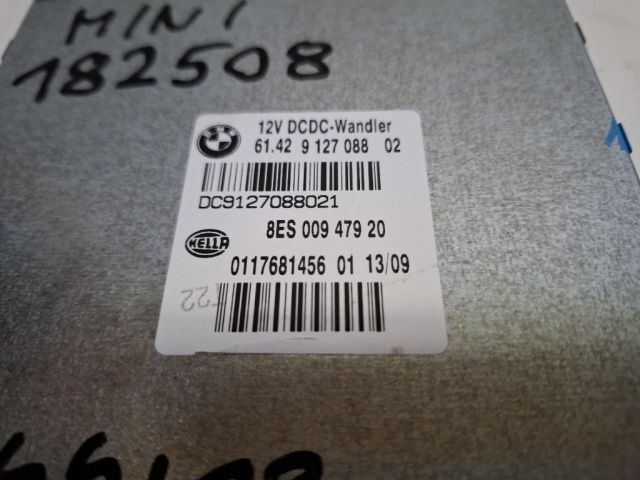 MINI
182508
12V DCDC-Wandler
61.42 9 127 088 02
DC9127088021
8ES 009 479 20
HELLA
0117681456 01 13/09
22